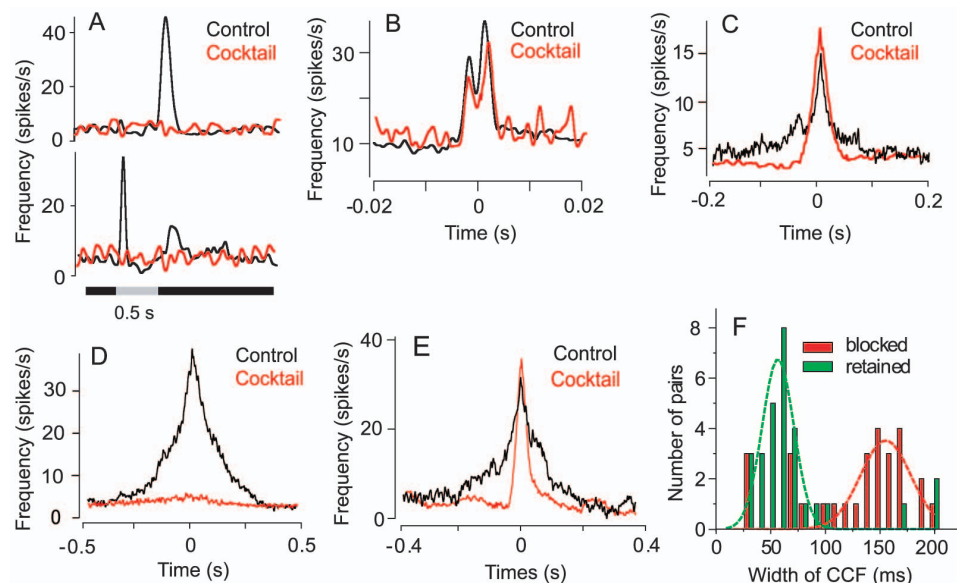 A
Control
Cocktail
Frequency (spikes/s)
40
20
0
20
0
0.5 s
B
Control
Cocktail
Frequency (spikes/s)
30
10
-0.02
0
0.02
Time (s)
C
Control
Cocktail
Frequency (spikes/s)
15
10
5
-0.2
0
0.2
Time (s)
D
Control
Cocktail
Frequency (spikes/s)
30
20
10
0
-0.5
0
0.5
Time (s)
E
Control
Cocktail
Frequency (spikes/s)
40
20
0
-0.4
0
0.4
Times (s)
F
blocked
retained
Number of pairs
8
6
4
2
0
0
50
100
150
200
Width of CCF (ms)